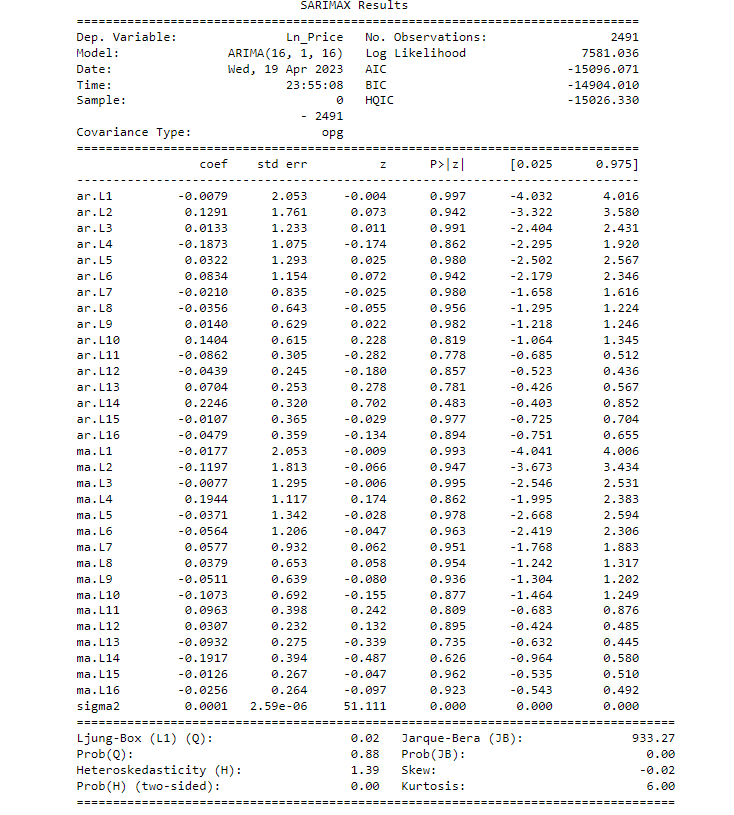 SARIMAX Results
==============================================================================
Dep. Variable:               Ln_Price   No. Observations:                 2491
Model:               ARIMA(16, 1, 16)   Log Likelihood                7581.036
Date:                Wed, 19 Apr 2023   AIC                         -15096.071
Time:                        23:55:08   BIC                         -14904.010
Sample:                             0   HQIC                        -15026.330
                               - 2491
Covariance Type:                  opg
==============================================================================
                 coef    std err          z      P>|z|      [0.025      0.975]
------------------------------------------------------------------------------
ar.L1         -0.0079      2.053     -0.004      0.997      -4.032       4.016
ar.L2          0.1291      1.761      0.073      0.942      -3.322       3.580
ar.L3          0.0133      1.233      0.011      0.991      -2.404       2.431
ar.L4         -0.1873      1.075     -0.174      0.862      -2.295       1.920
ar.L5          0.0322      1.293      0.025      0.980      -2.502       2.567
ar.L6          0.0834      1.154      0.072      0.942      -2.179       2.346
ar.L7         -0.0210      0.835     -0.025      0.980      -1.658       1.616
ar.L8         -0.0356      0.643     -0.055      0.956      -1.295       1.224
ar.L9          0.0140      0.629      0.022      0.982      -1.218       1.246
ar.L10         0.1404      0.615      0.228      0.819      -1.064       1.345
ar.L11        -0.0862      0.305     -0.282      0.778      -0.685       0.512
ar.L12        -0.0439      0.245     -0.180      0.857      -0.523       0.436
ar.L13         0.0704      0.253      0.278      0.781      -0.426       0.567
ar.L14         0.2246      0.320      0.702      0.483      -0.403       0.852
ar.L15        -0.0107      0.365     -0.029      0.977      -0.725       0.704
ar.L16        -0.0479      0.359     -0.134      0.894      -0.751       0.655
ma.L1         -0.0177      2.053     -0.009      0.993      -4.041       4.006
ma.L2         -0.1197      1.813     -0.066      0.947      -3.673       3.434
ma.L3         -0.0077      1.295     -0.006      0.995      -2.546       2.531
ma.L4          0.1944      1.117      0.174      0.862      -1.995       2.383
ma.L5         -0.0371      1.342     -0.028      0.978      -2.668       2.594
ma.L6         -0.0564      1.206     -0.047      0.963      -2.419       2.306
ma.L7          0.0577      0.932      0.062      0.951      -1.768       1.883
ma.L8          0.0379      0.653      0.058      0.954      -1.242       1.317
ma.L9         -0.0511      0.639     -0.080      0.936      -1.304       1.202
ma.L10        -0.1073      0.692     -0.155      0.877      -1.464       1.249
ma.L11         0.0963      0.398      0.242      0.809      -0.683       0.876
ma.L12         0.0307      0.232      0.132      0.895      -0.424       0.485
ma.L13        -0.0932      0.275     -0.339      0.735      -0.632       0.445
ma.L14        -0.1917      0.394     -0.487      0.626      -0.964       0.580
ma.L15        -0.0126      0.267     -0.047      0.962      -0.535       0.510
ma.L16        -0.0256      0.264     -0.097      0.923      -0.543       0.492
sigma2         0.0001   2.59e-06     51.111      0.000       0.000       0.000
===================================================================================
Ljung-Box (L1) (Q):                   0.02   Jarque-Bera (JB):               933.27
Prob(Q):                              0.88   Prob(JB):                         0.00
Heteroskedasticity (H):               1.39   Skew:                            -0.02
Prob(H) (two-sided):                  0.00   Kurtosis:                         6.00
===================================================================================